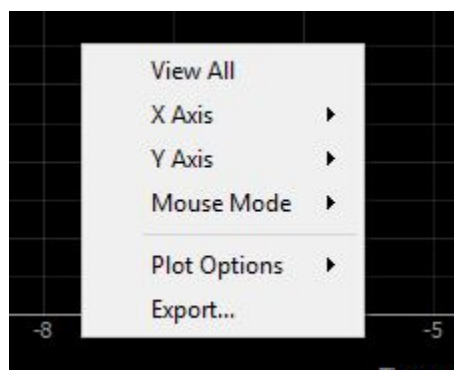 View All
X Axis
Y Axis
Mouse Mode
Plot Options
Export...
-8 -5